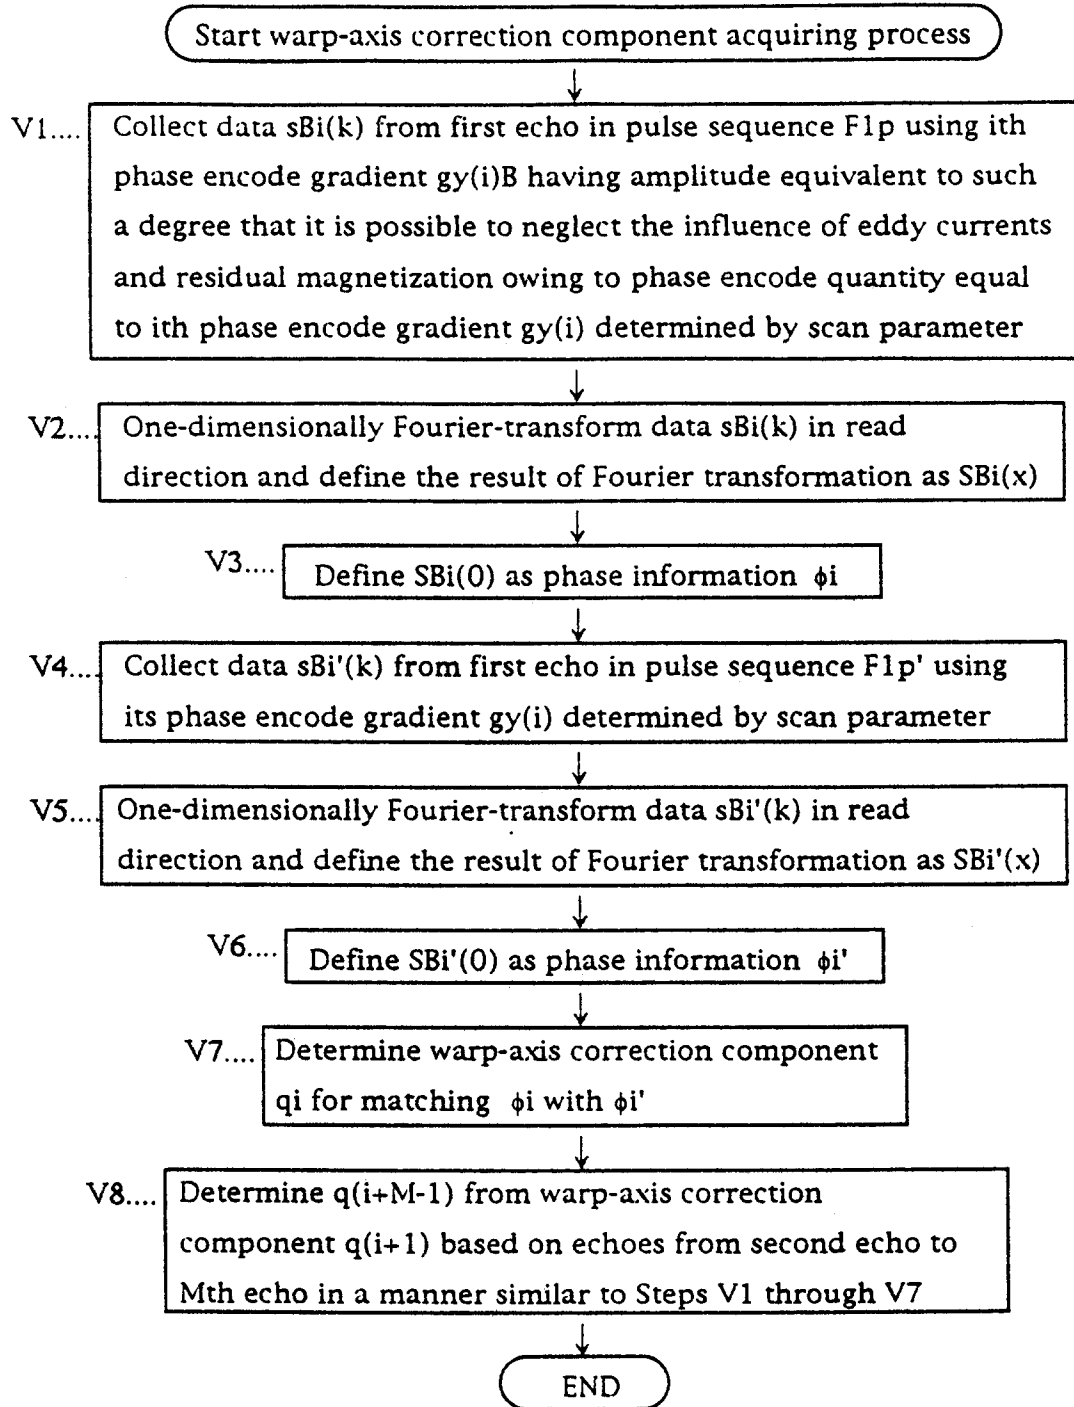 Start warp-axis correction component acquiring process
V1.... Collect data sBi(k) from first echo in pulse sequence F1p using ith
phase encode gradient gy(i)B having amplitude equivalent to such
a degree that it is possible to neglect the influence of eddy currents
and residual magnetization owing to phase encode quantity equal
to ith phase encode gradient gy(i) determined by scan parameter
V2.... One-dimensionally Fourier-transform data sBi(k) in read
direction and define the result of Fourier transformation as SBi(x)
V3.... Define SBi(0) as phase information ϕi
V4.... Collect data sBi'(k) from first echo in pulse sequence F1p' using
its phase encode gradient gy(i) determined by scan parameter
V5.... One-dimensionally Fourier-transform data sBi'(k) in read
direction and define the result of Fourier transformation as SBi'(x)
V6.... Define SBi'(0) as phase information ϕi'
V7.... Determine warp-axis correction component
qi for matching ϕi with ϕi'
V8.... Determine q(i+M-1) from warp-axis correction
component q(i+1) based on echoes from second echo to
Mth echo in a manner similar to Steps V1 through V7
END